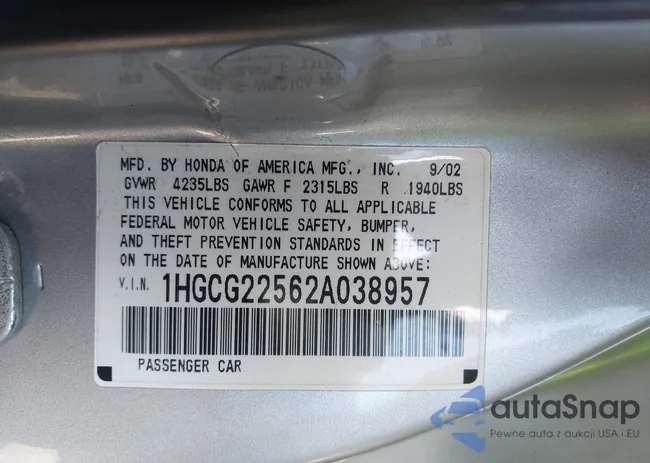 MFD. BY HONDA OF AMERICA MFG., INC. 9/02
GVWR 4235LBS GAWR F 2315LBS R 1940LBS
THIS VEHICLE CONFORMS TO ALL APPLICABLE
FEDERAL MOTOR VEHICLE SAFETY, BUMPER,
AND THEFT PREVENTION STANDARDS IN EFFECT
ON THE DATE OF MANUFACTURE SHOWN ABOVE:
V.I.N. 1HGCG22562A038957
PASSENGER CAR
autoSnap
Pewne auta z aukcji USA i EU